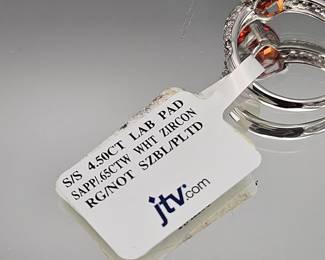 S/S 4.50CT LAB PAD
SAPP/.65CTW WHT ZIRCON
RG/NOT SZBL/PLTD
jtv.com